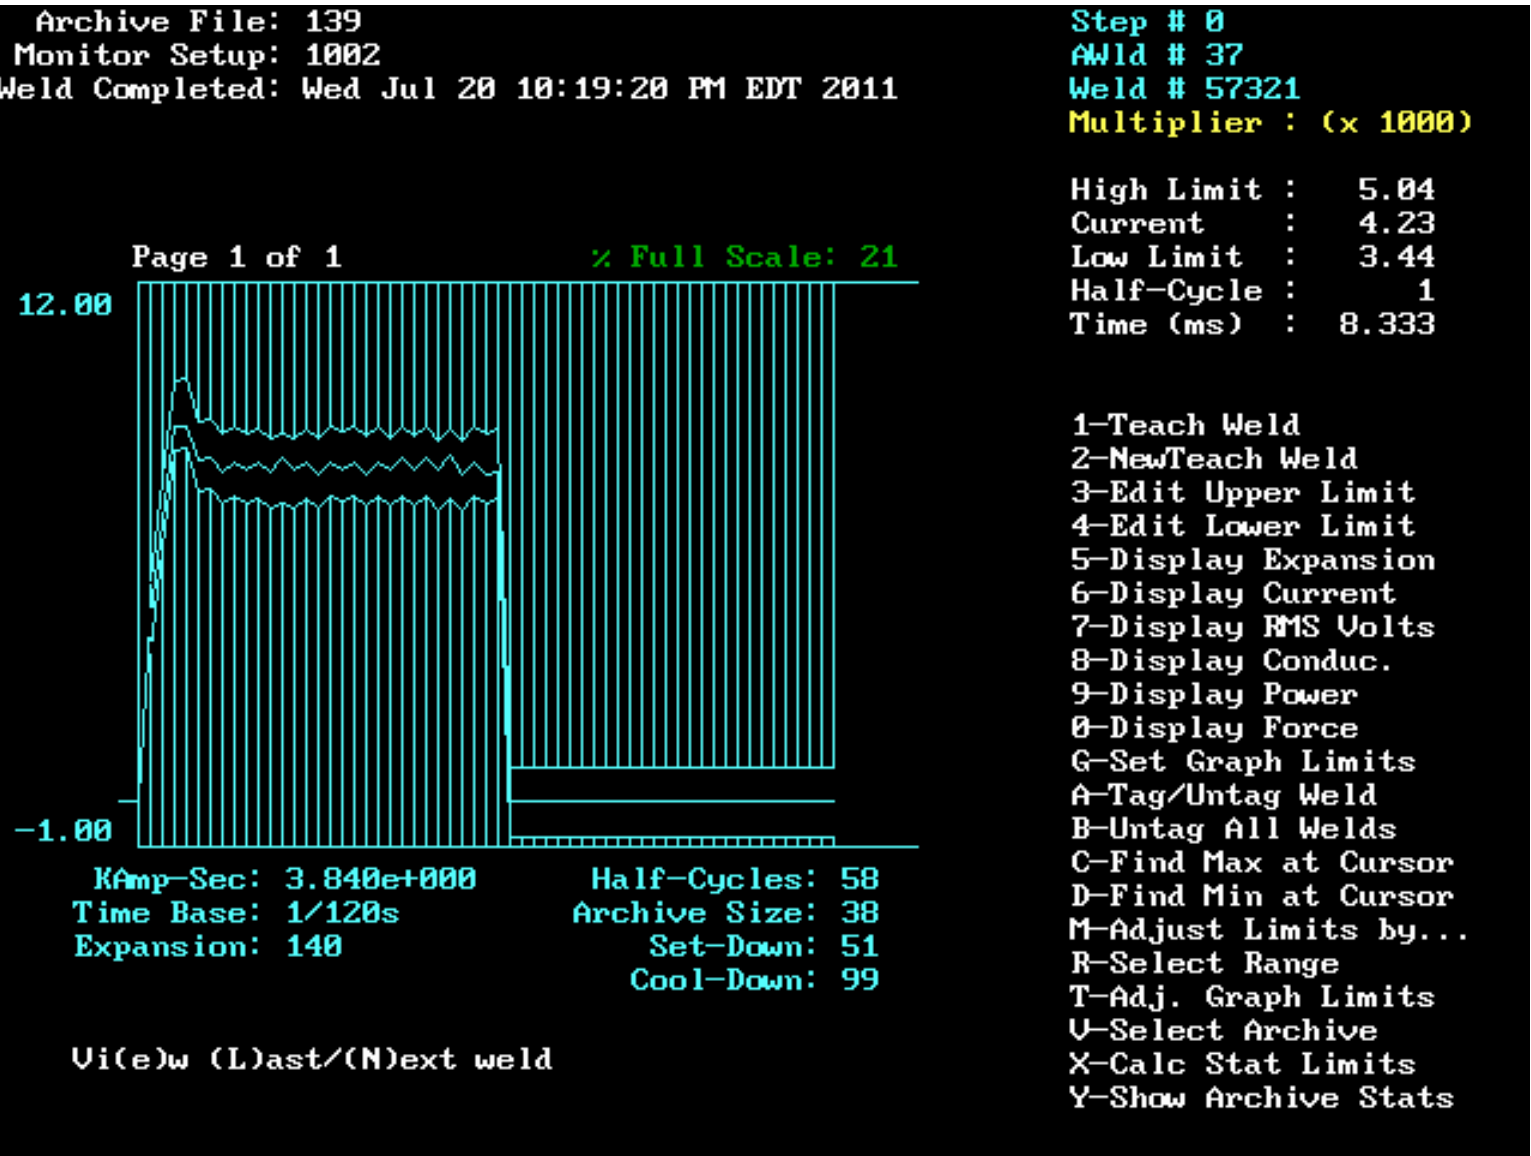 Archive File: 139
Monitor Setup: 1002
Weld Completed: Wed Jul 20 10:19:20 PM EDT 2011
Step # 0
AWld # 37
Weld # 57321
Multiplier : (x 1000)
High Limit : 5.04
Current : 4.23
Low Limit : 3.44
Half-Cycle : 1
Time (ms) : 8.333
Page 1 of 1
% Full Scale: 21
12.00
-1.00
KAmp-Sec: 3.840e+000
Half-Cycles: 58
Time Base: 1/120s
Archive Size: 38
Expansion: 140
Set-Down: 51
Cool-Down: 99
Vi(e)w (L)ast/(N)ext weld
1-Teach Weld
2-NewTeach Weld
3-Edit Upper Limit
4-Edit Lower Limit
5-Display Expansion
6-Display Current
7-Display RMS Volts
8-Display Conduc.
9-Display Power
0-Display Force
G-Set Graph Limits
A-Tag/Untag Weld
B-Untag All Welds
C-Find Max at Cursor
D-Find Min at Cursor
M-Adjust Limits by...
R-Select Range
T-Adj. Graph Limits
V-Select Archive
X-Calc Stat Limits
Y-Show Archive Stats